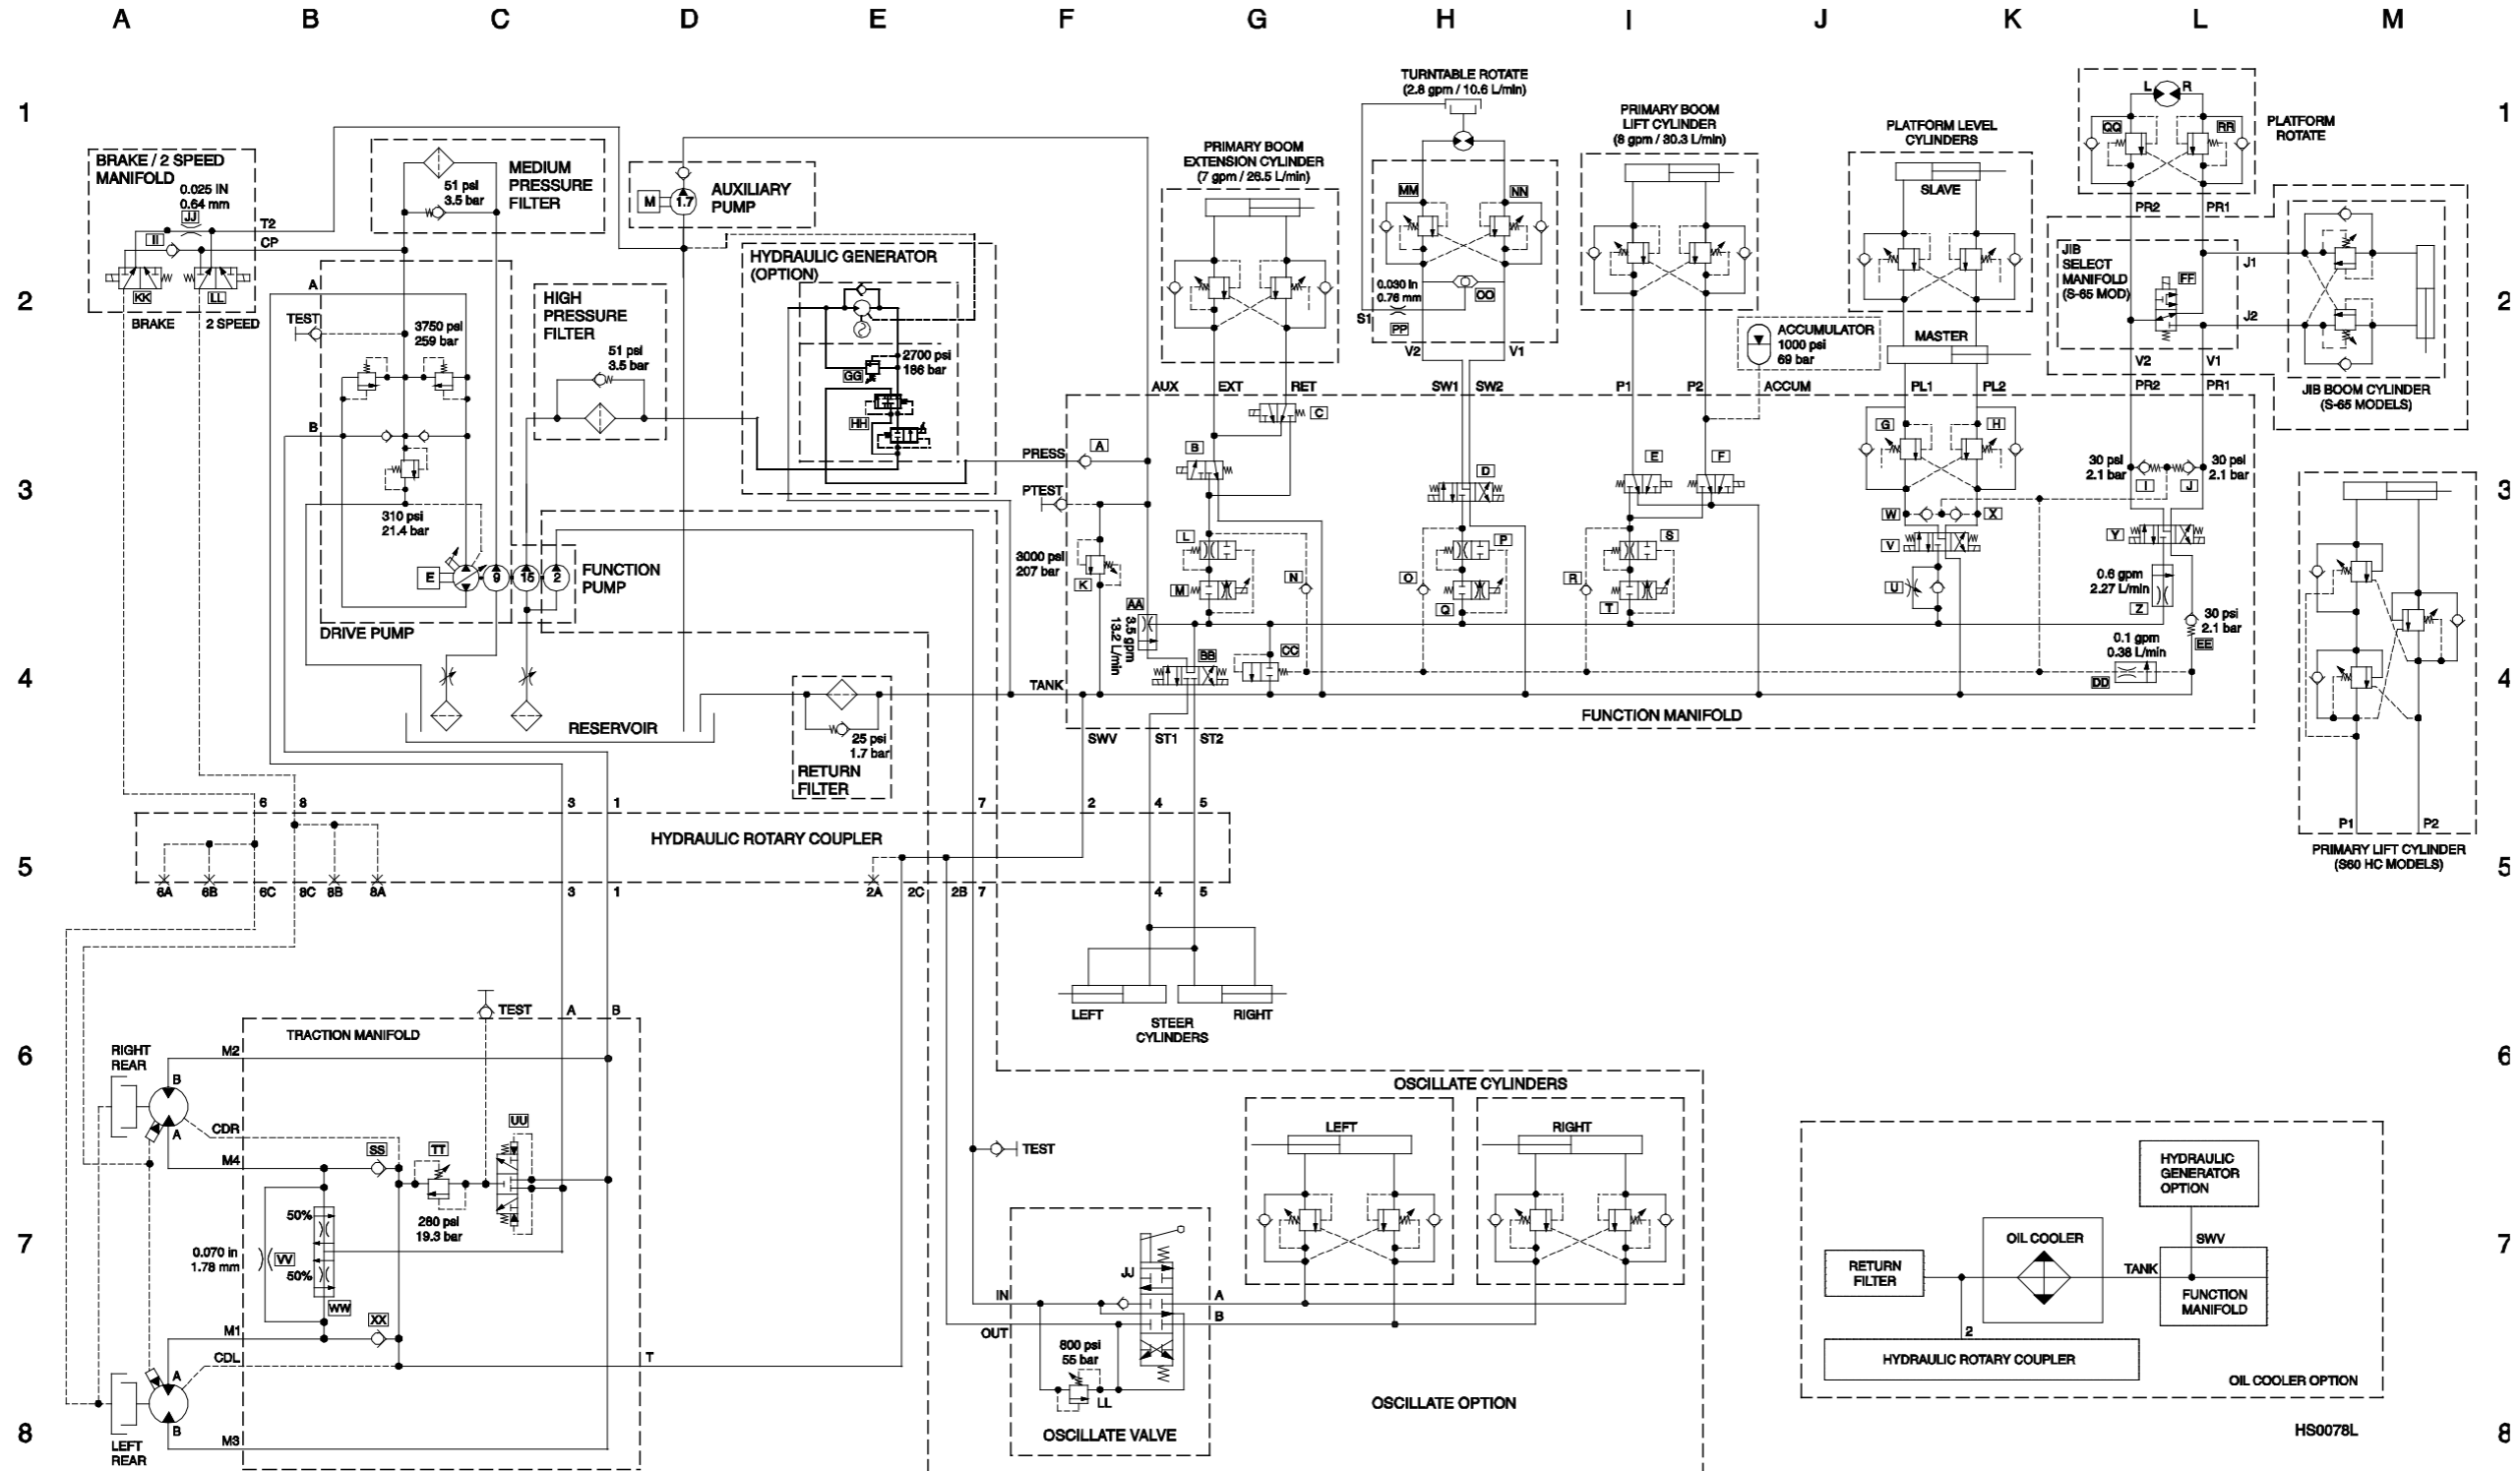 A B C D E F G H I J K L M
1
1
BRAKE / 2 SPEED
MANIFOLD
0.025 IN
0.64 mm
JJ
II
T2
CP
KK
LL
BRAKE
2 SPEED
MEDIUM
PRESSURE
FILTER
51 psi
3.5 bar
AUXILIARY
PUMP
M
1.7
HYDRAULIC GENERATOR
(OPTION)
2700 psi
186 bar
GG
HH
HIGH
PRESSURE
FILTER
51 psi
3.5 bar
A
TEST
3750 psi
259 bar
B
310 psi
21.4 bar
E
9
15
2
FUNCTION
PUMP
DRIVE PUMP
RESERVOIR
25 psi
1.7 bar
RETURN
FILTER
TURNTABLE ROTATE
(2.8 gpm / 10.6 L/min)
PRIMARY BOOM
EXTENSION CYLINDER
(7 gpm / 26.5 L/min)
PRIMARY BOOM
LIFT CYLINDER
(8 gpm / 30.3 L/min)
PLATFORM LEVEL
CYLINDERS
SLAVE
MASTER
L
R
QQ
RR
PLATFORM
ROTATE
PR2
PR1
MM
NN
0.030 in
0.76 mm
OO
S1
PP
V2
V1
ACCUMULATOR
1000 psi
69 bar
JIB
SELECT
MANIFOLD
(S-65 MOD)
FF
J1
J2
V2
V1
JIB BOOM CYLINDER
(S-65 MODELS)
2
2
AUX
EXT
RET
SW1
SW2
P1
P2
ACCUM
PL1
PL2
PR2
PR1
PRESS
A
B
C
D
E
F
G
H
30 psi
2.1 bar
I
J
30 psi
2.1 bar
3
3
PTEST
3000 psi
207 bar
K
L
M
N
O
P
Q
R
S
T
U
V
W
X
Y
0.6 gpm
2.27 L/min
Z
AA
3.5 gpm
13.2 L/min
BB
CC
0.1 gpm
0.38 L/min
DD
30 psi
2.1 bar
EE
4
4
TANK
FUNCTION MANIFOLD
SWV
ST1
ST2
P1
P2
PRIMARY LIFT CYLINDER
(S60 HC MODELS)
6
8
3
1
7
2
4
5
HYDRAULIC ROTARY COUPLER
5
5
6A
6B
6C
8C
8B
8A
3
1
2A
2C
2B
7
4
5
LEFT
RIGHT
STEER
CYLINDERS
TEST
A
B
TRACTION MANIFOLD
6
6
RIGHT
REAR
M2
B
A
CDR
M4
SS
TT
UU
280 psi
19.3 bar
50%
50%
0.070 in
1.78 mm
VV
WW
XX
M1
CDL
A
B
M3
LEFT
REAR
T
7
7
8
8
TEST
OSCILLATE CYLINDERS
LEFT
RIGHT
IN
OUT
JJ
A
B
800 psi
55 bar
LL
OSCILLATE VALVE
OSCILLATE OPTION
HYDRAULIC
GENERATOR
OPTION
OIL COOLER
SWV
RETURN
FILTER
TANK
FUNCTION
MANIFOLD
2
HYDRAULIC ROTARY COUPLER
OIL COOLER OPTION
HS0078L